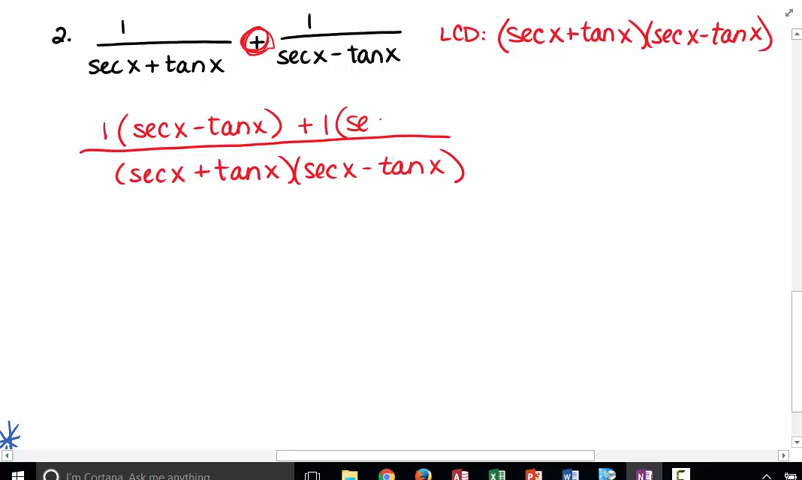 2. 1/(sec x + tan x) + 1/(sec x - tan x) LCD: (sec x + tan x)(sec x - tan x)
1(sec x - tan x) + 1(se
(sec x + tan x)(sec x - tan x)
I'm Cortana. Ask me anything.